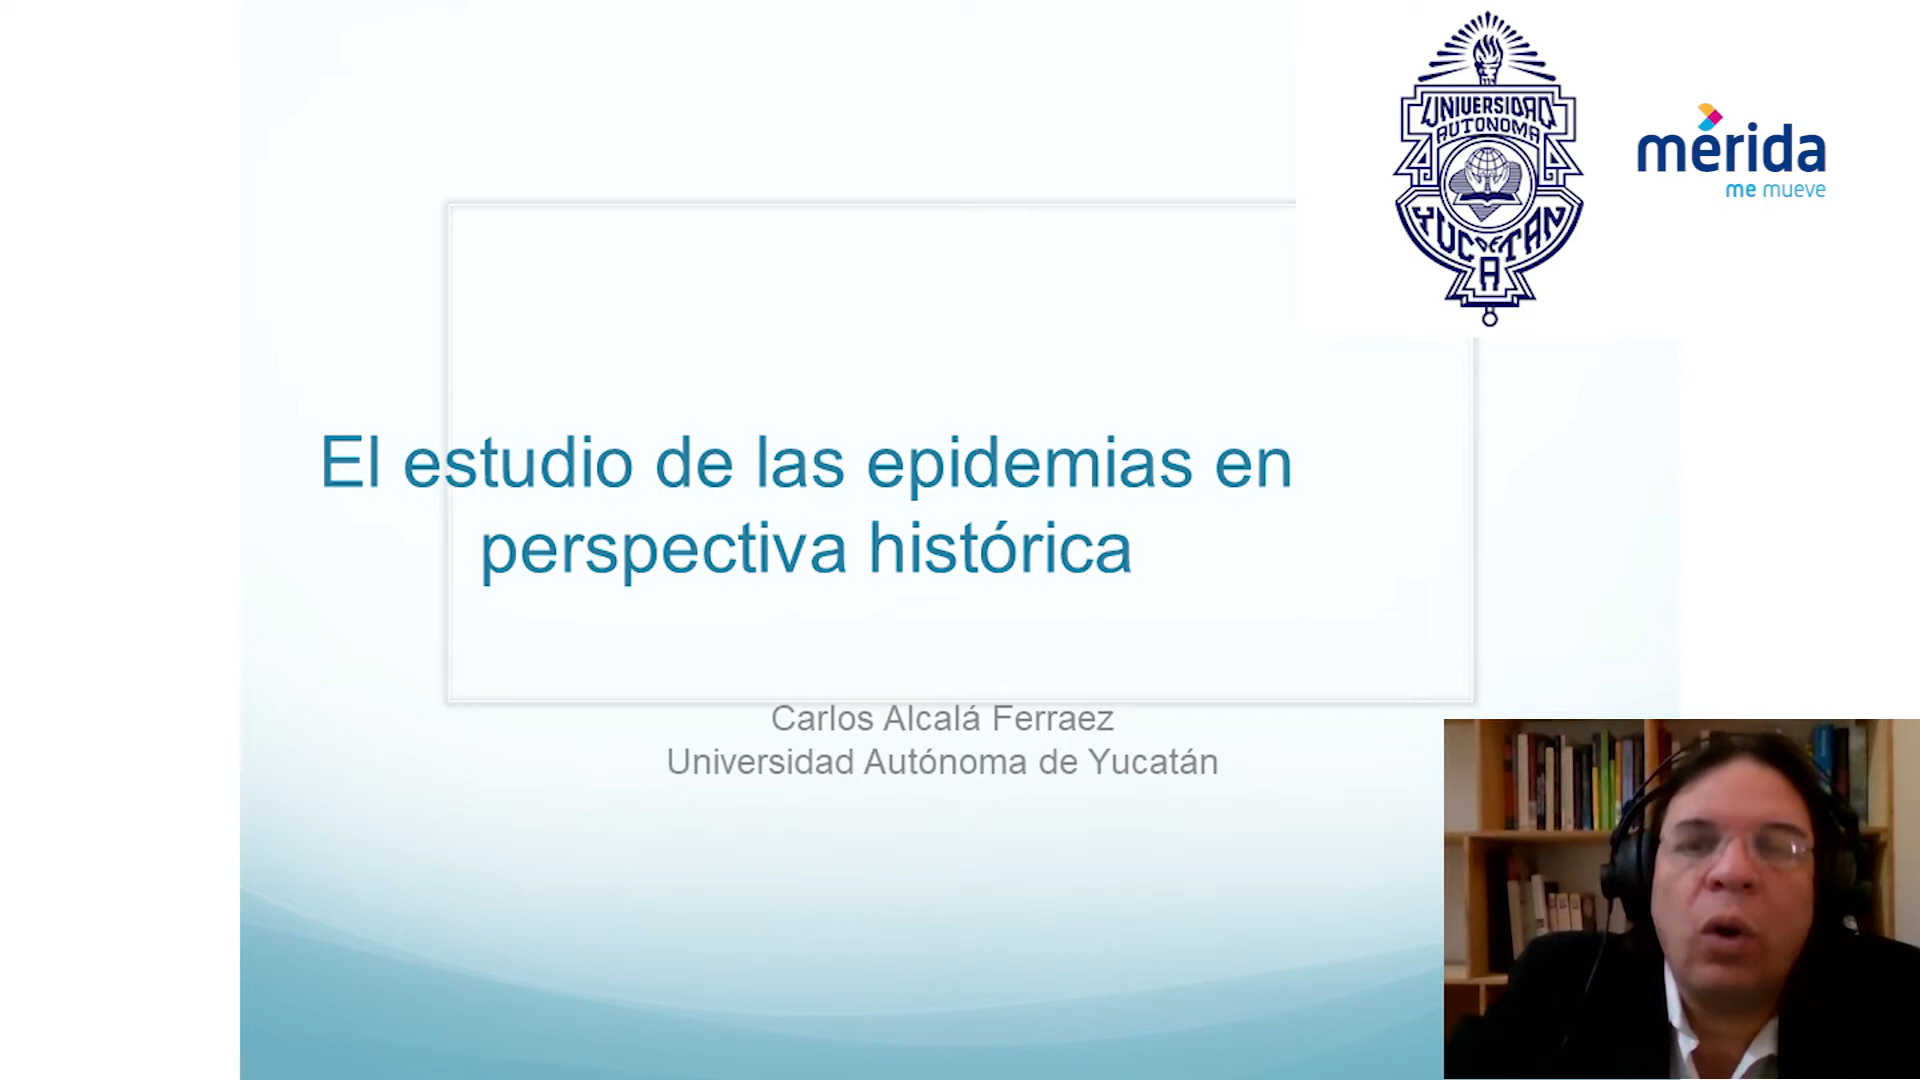 UNIVERSIDAD
AUTONOMA
DE
YUCATAN
mérida
me mueve
El estudio de las epidemias en
perspectiva histórica
Carlos Alcalá Ferraez
Universidad Autónoma de Yucatán